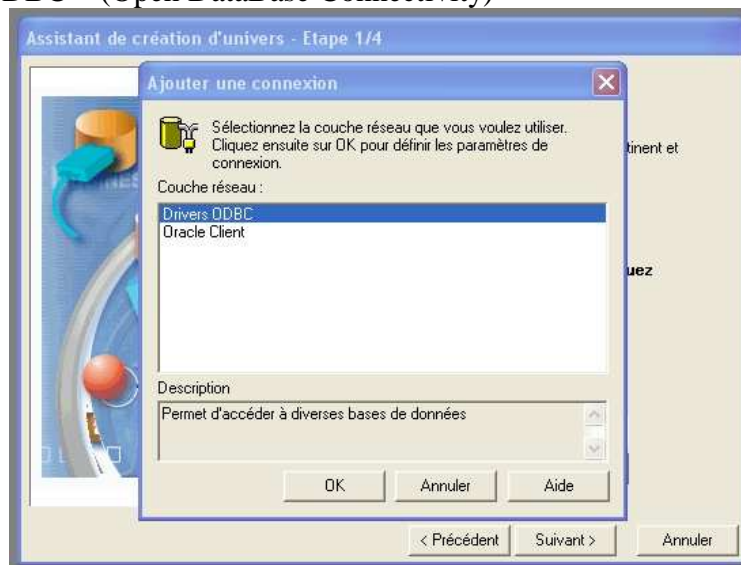 (Open DataBase Connectivity)
Assistant de création d'univers - Etape 1/4
Ajouter une connexion
Sélectionnez la couche réseau que vous voulez utiliser.
Cliquez ensuite sur OK pour définir les paramètres de
connexion.
tinent et
Couche réseau :
Drivers ODBC
Oracle Client
uez
Description
Permet d'accéder à diverses bases de données
OK Annuler Aide
< Précédent Suivant > Annuler